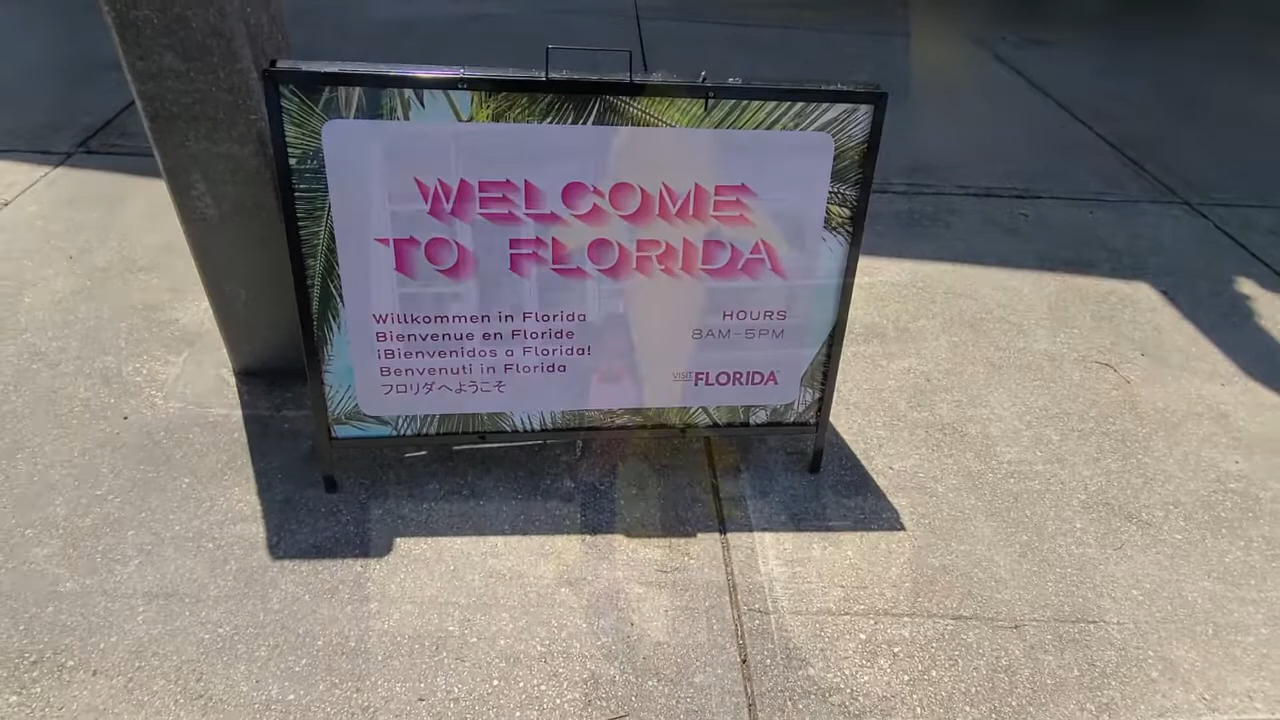 WELCOME
TO FLORIDA
Willkommen in Florida
Bienvenue en Floride
¡Bienvenidos a Florida!
Benvenuti in Florida
フロリダへようこそ
HOURS
8AM–5PM
VISIT FLORIDA